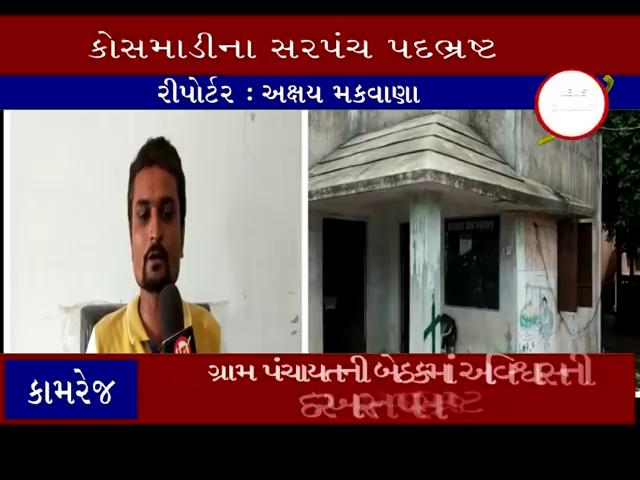 કોસમાડીના સરપંચ પદભ્રષ્ટ
રીપોર્ટર : અક્ષય મકવાણા
ગ્રામ પંચાયતની બેઠકમાં અવિશ્વાસની
કામરેજ